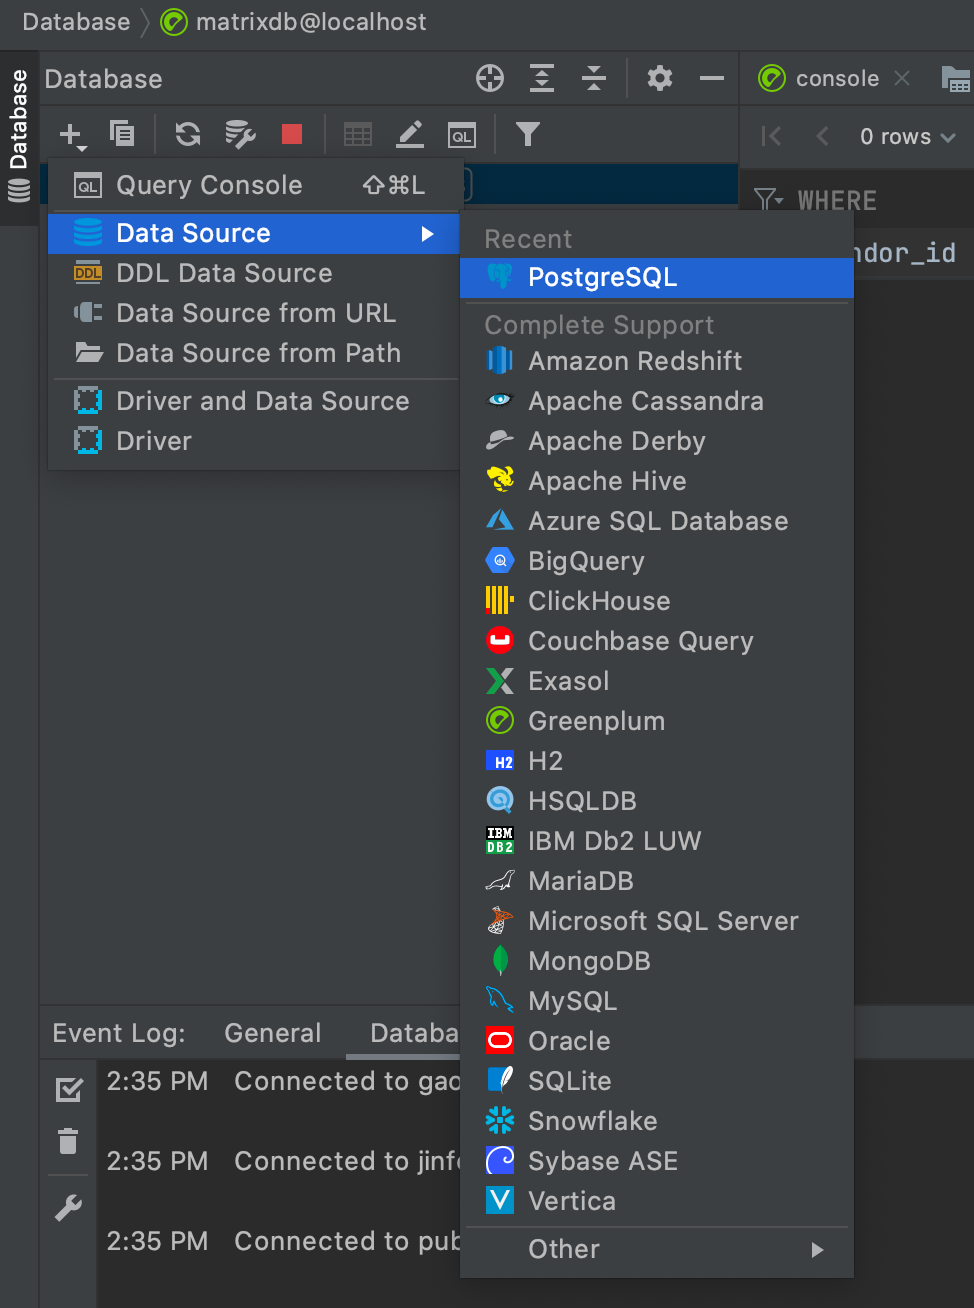 Database
matrixdb@localhost
Database
Database
console
0 rows
QL
Query Console ⇧⌘L
WHERE
Data Source
DDL Data Source
DDL
Data Source from URL
Data Source from Path
Driver and Data Source
Driver
Recent
PostgreSQL
Complete Support
Amazon Redshift
Apache Cassandra
Apache Derby
Apache Hive
Azure SQL Database
BigQuery
ClickHouse
Couchbase Query
Exasol
Greenplum
H2
H2
HSQLDB
IBM DB2
IBM Db2 LUW
MariaDB
Microsoft SQL Server
MongoDB
MySQL
Oracle
SQLite
Snowflake
Sybase ASE
Vertica
Other
ndor_id
QL
Event Log:
General
Databa
2:35 PM Connected to gao
2:35 PM Connected to jinf
2:35 PM Connected to pub